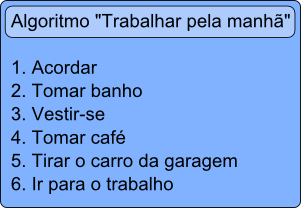 Algoritmo "Trabalhar pela manhã"
1. Acordar
2. Tomar banho
3. Vestir-se
4. Tomar café
5. Tirar o carro da garagem
6. Ir para o trabalho